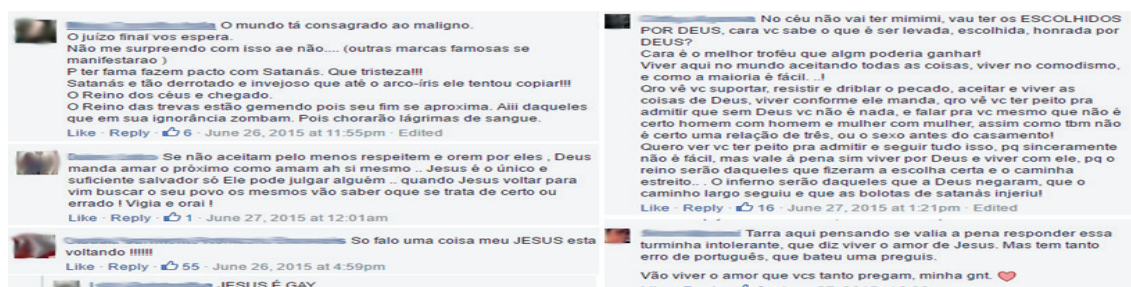 O mundo tá consagrado ao maligno.
O juízo final vos espera.
Não me surpreendo com isso ae não.... (outras marcas famosas se
manifestarao )
P ter fama fazem pacto com Satanás. Que tristeza!!!
Satanás e tão derrotado e invejoso que até o arco-íris ele tentou copiar!!!
O Reino dos céus e chegado.
O Reino das trevas estão gemendo pois seu fim se aproxima. Aiii daqueles
que em sua ignorância zombam. Pois chorarão lágrimas de sangue.
Like · Reply · 6 · June 26, 2015 at 11:55pm · Edited
Se não aceitam pelo menos respeitem e orem por eles , Deus
manda amar o próximo como amam ah si mesmo .. Jesus é o único e
suficiente salvador só Ele pode julgar alguém .. quando Jesus voltar para
vim buscar o seu povo os mesmos vão saber oque se trata de certo ou
errado ! Vigia e orai !
Like · Reply · 1 · June 27, 2015 at 12:01am
So falo uma coisa meu JESUS esta
voltando !!!!!!
Like · Reply · 55 · June 26, 2015 at 4:59pm
JESUS É GAY
No céu não vai ter mimimi, vau ter os ESCOLHIDOS
POR DEUS, cara vc sabe o que é ser levada, escolhida, honrada por
DEUS?
Cara é o melhor troféu que algm poderia ganhar!
Viver aqui no mundo aceitando todas as coisas, viver no comodismo,
e como a maioria é fácil. ..!
Qro vê vc suportar, resistir e driblar o pecado, aceitar e viver as
coisas de Deus, viver conforme ele manda, qro vê vc ter peito pra
admitir que sem Deus vc não é nada, e falar pra vc mesmo que não é
certo homem com homem e mulher com mulher, assim como tbm não
é certo uma relação de três, ou o sexo antes do casamento!
Quero ver vc ter peito pra admitir e seguir tudo isso, pq sinceramente
não é fácil, mas vale á pena sim viver por Deus e viver com ele, pq o
reino serão daqueles que fizeram a escolha certa e o caminha
estreito.. . O inferno serão daqueles que a Deus negaram, que o
caminho largo seguiu e que as bolotas de satanás injeriu!
Like · Reply · 16 · June 27, 2015 at 1:21pm · Edited
Tarra aqui pensando se valia a pena responder essa
turminha intolerante, que diz viver o amor de Jesus. Mas tem tanto
erro de português, que bateu uma preguis.
Vão viver o amor que vcs tanto pregam, minha gnt. ❤